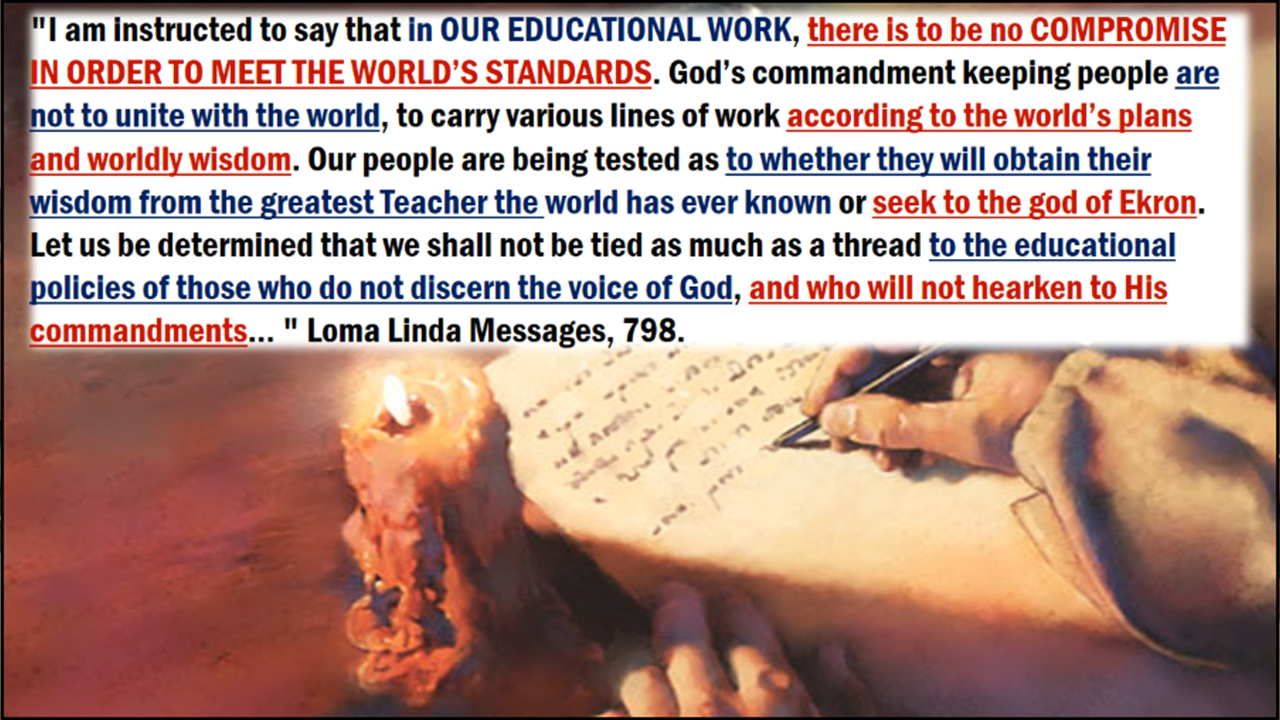 "I am instructed to say that in OUR EDUCATIONAL WORK, there is to be no COMPROMISE
IN ORDER TO MEET THE WORLD’S STANDARDS. God’s commandment keeping people are
not to unite with the world, to carry various lines of work according to the world’s plans
and worldly wisdom. Our people are being tested as to whether they will obtain their
wisdom from the greatest Teacher the world has ever known or seek to the god of Ekron.
Let us be determined that we shall not be tied as much as a thread to the educational
policies of those who do not discern the voice of God, and who will not hearken to His
commandments... " Loma Linda Messages, 798.